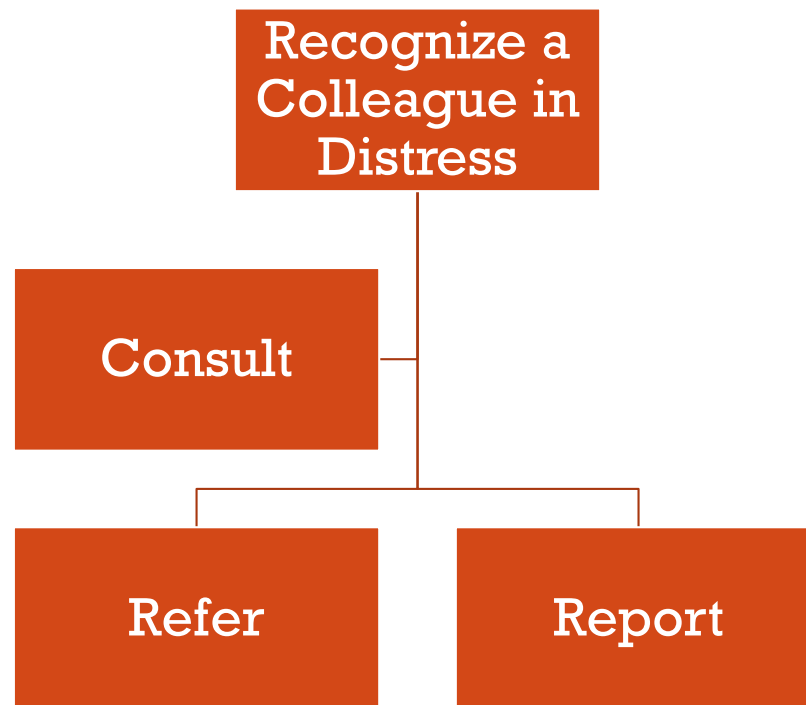 Recognize a
Colleague in
Distress
Consult
Refer
Report